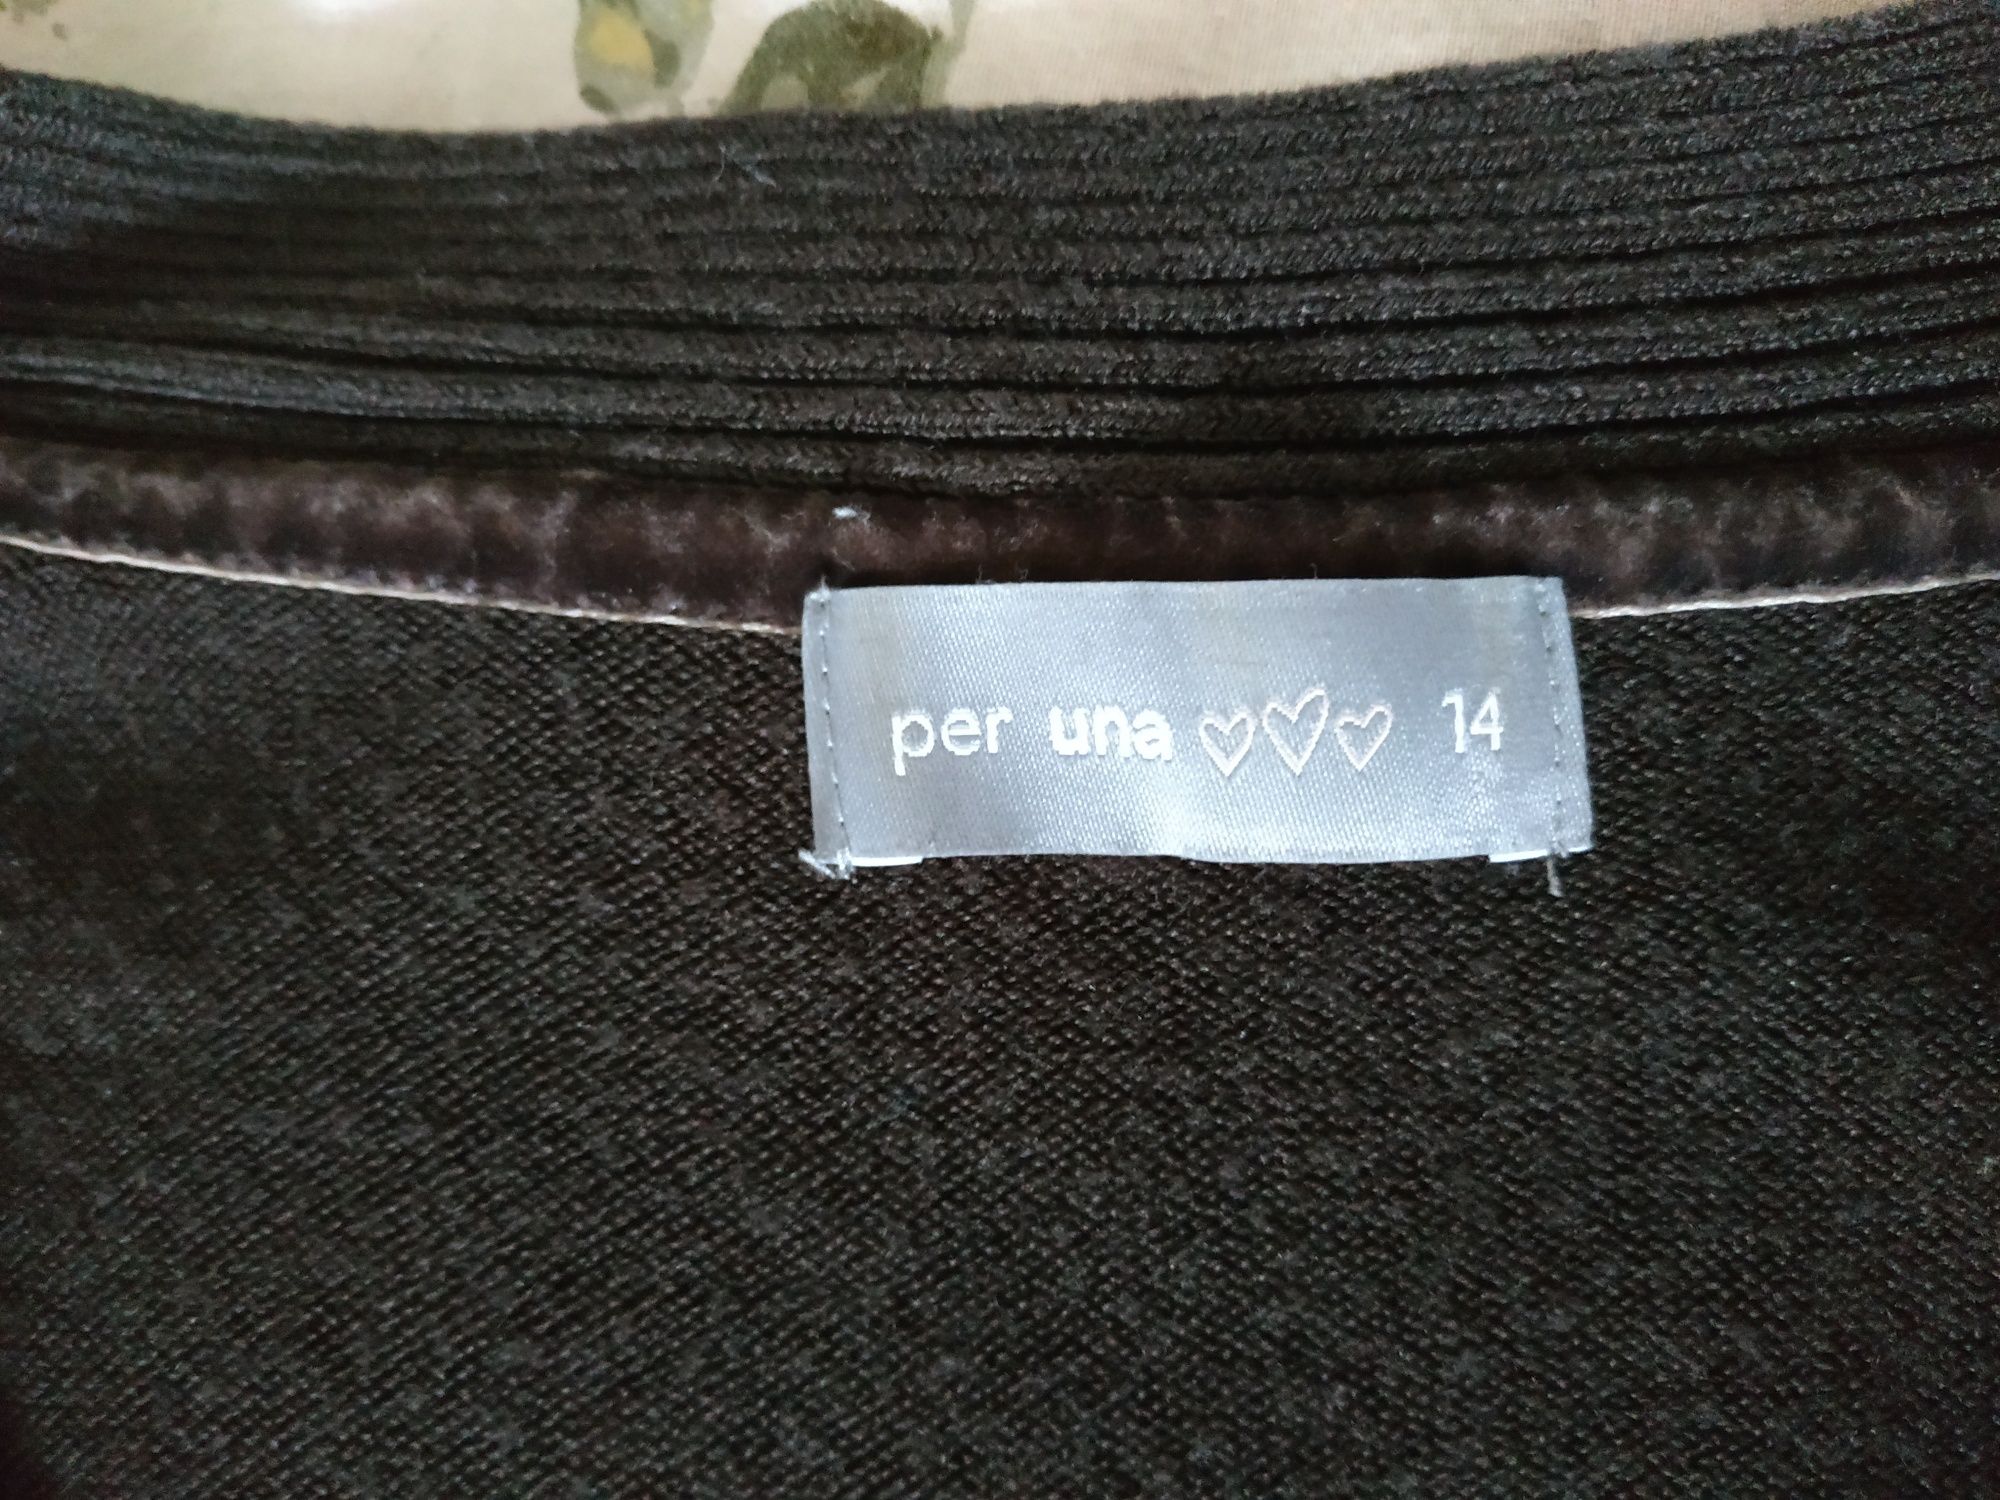 per una ♡♡♡ 14